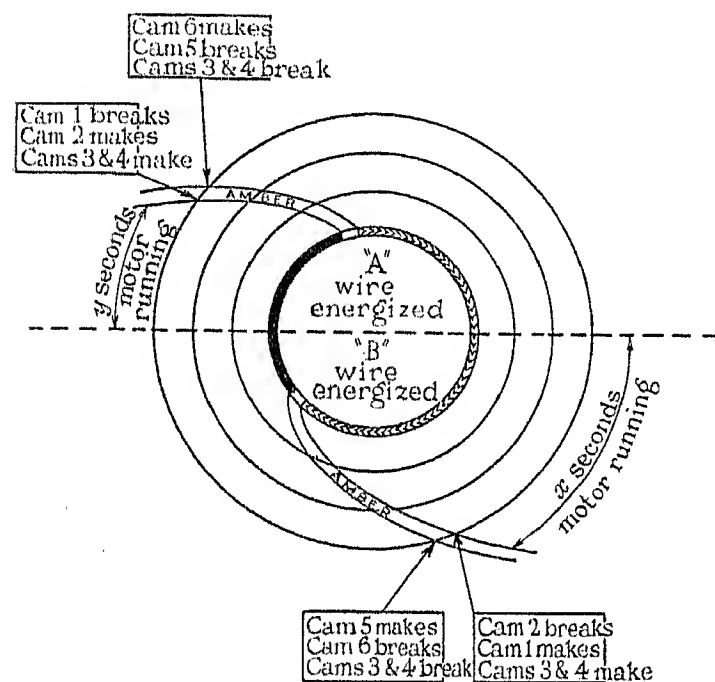 Cam 6 makes
Cam 5 breaks
Cams 3 & 4 break
Cam 1 breaks
Cam 2 makes
Cams 3 & 4 make
AMBER
y seconds
motor
running
"A"
wire
energized
"B"
wire
energized
x seconds
motor running
AMBER
Cam 5 makes
Cam 6 breaks
Cams 3 & 4 break
Cam 2 breaks
Cam 1 makes
Cams 3 & 4 make